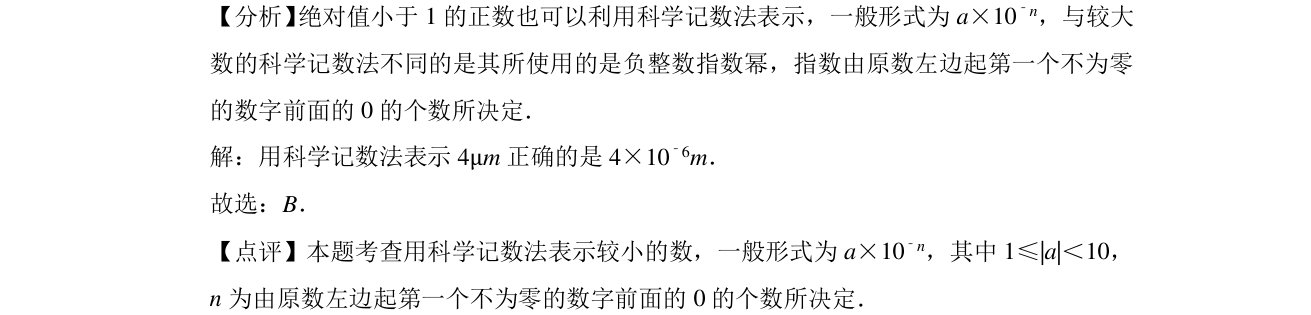 【分析】绝对值小于 1 的正数也可以利用科学记数法表示，一般形式为 a×10⁻ⁿ，与较大
数的科学记数法不同的是其所使用的是负整数指数幂，指数由原数左边起第一个不为零
的数字前面的 0 的个数所决定．
解：用科学记数法表示 4μm 正确的是 4×10⁻⁶m．
故选：B．
【点评】本题考查用科学记数法表示较小的数，一般形式为 a×10⁻ⁿ，其中 1≤|a|＜10，
n 为由原数左边起第一个不为零的数字前面的 0 的个数所决定．